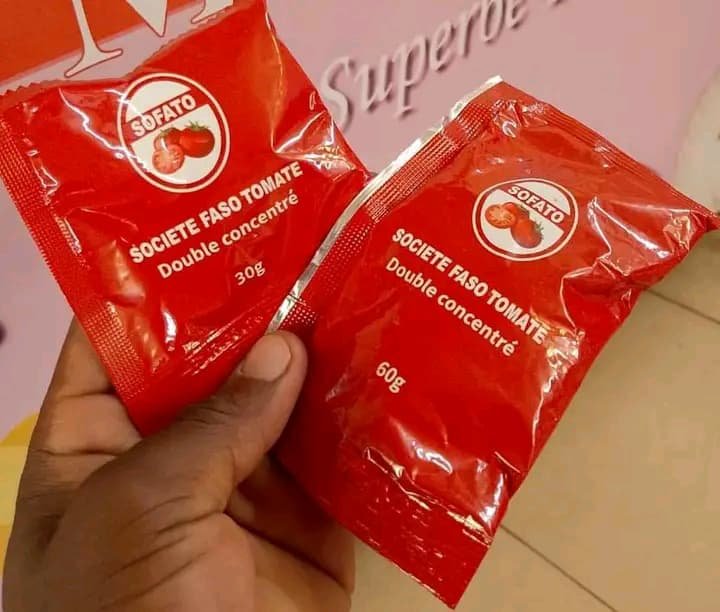 M
Superbe
SOFATO
SOCIETE FASO TOMATE
Double concentré
30g
SOFATO
SOCIETE FASO TOMATE
Double concentré
60g